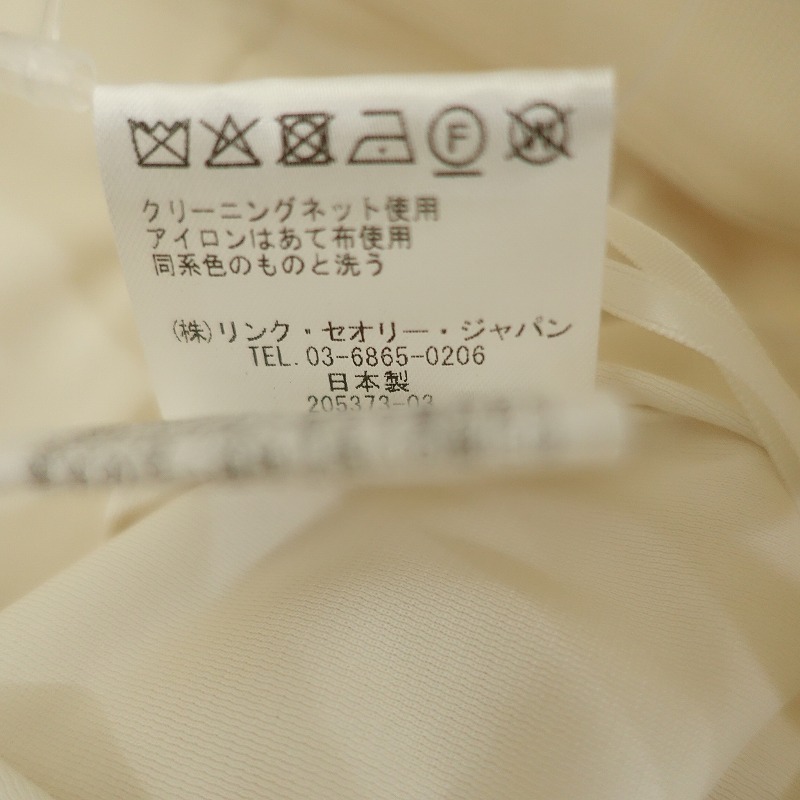 F W
クリーニングネット使用
アイロンはあて布使用
同系色のものと洗う
(株)リンク・セオリー・ジャパン
TEL.03-6865-0206
日本製
205373-03